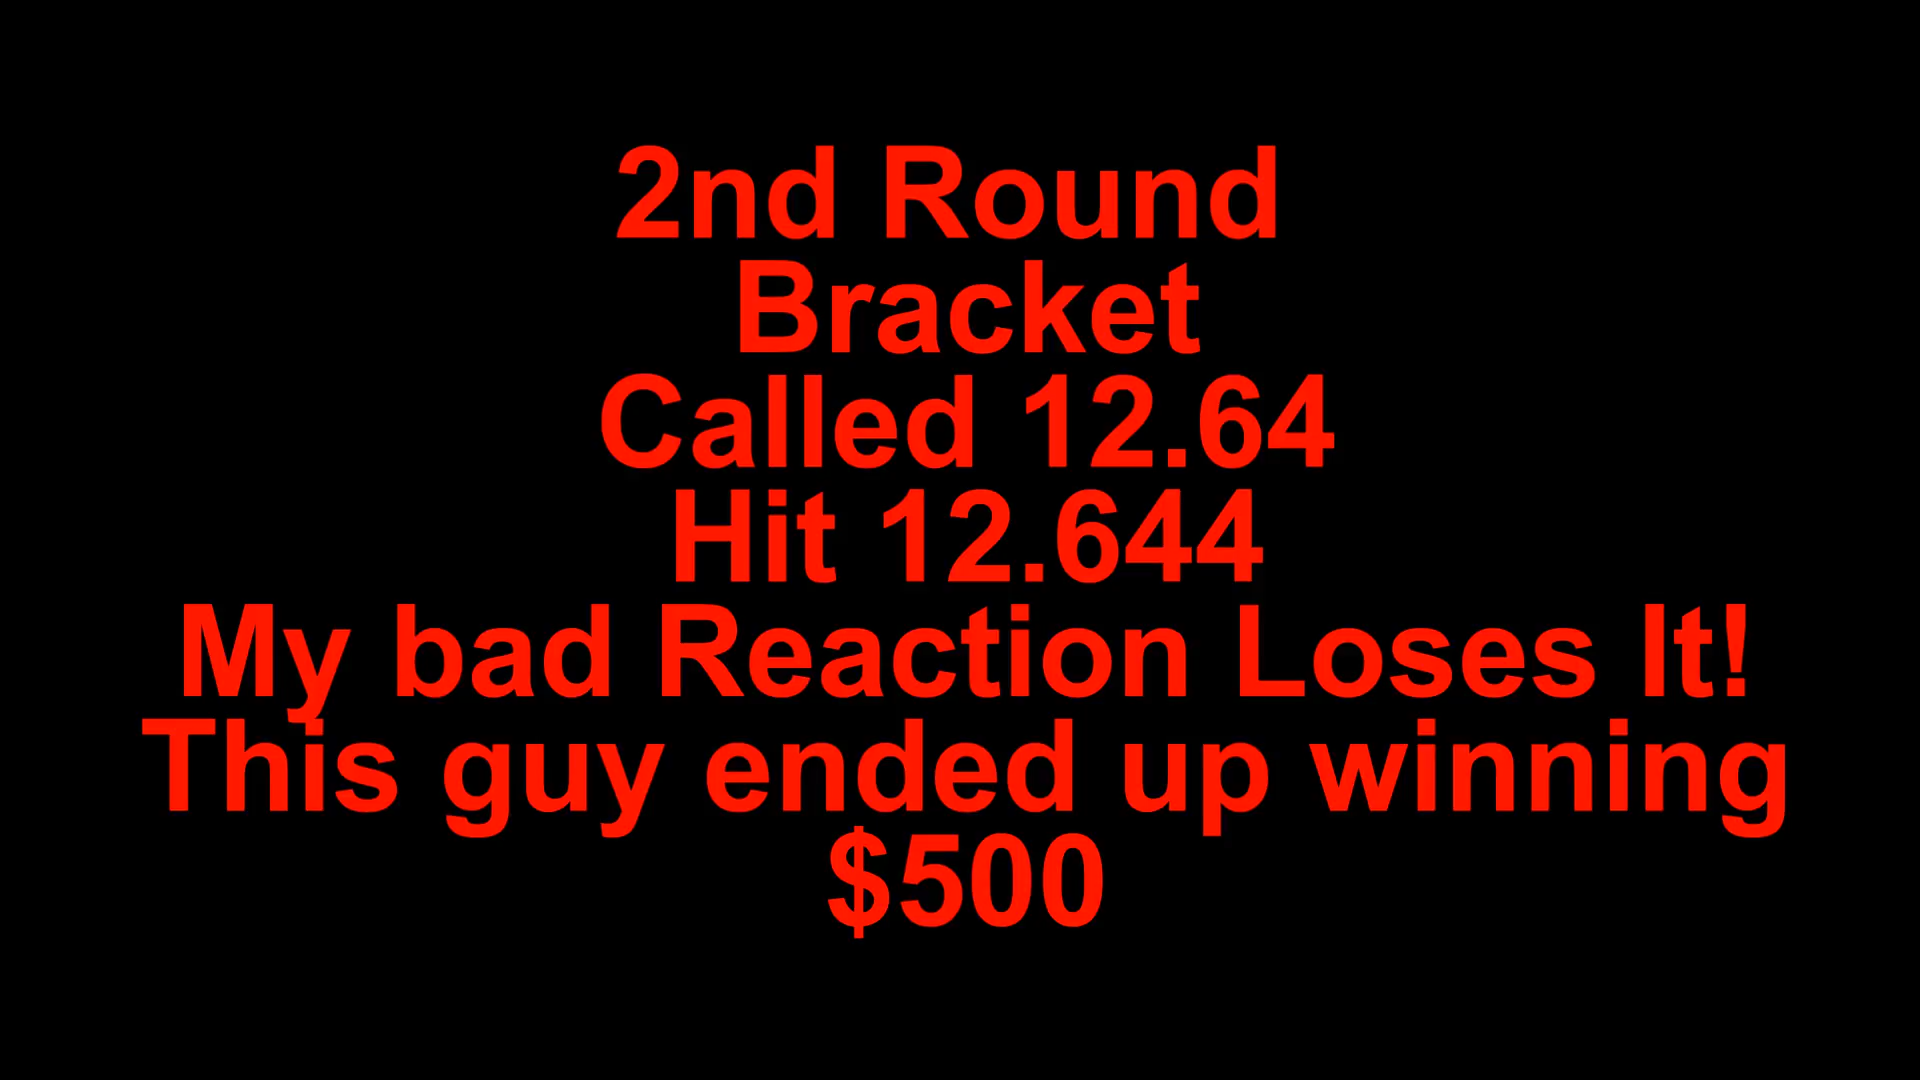 2nd Round
Bracket
Called 12.64
Hit 12.644
My bad Reaction Loses It!
This guy ended up winning
$500